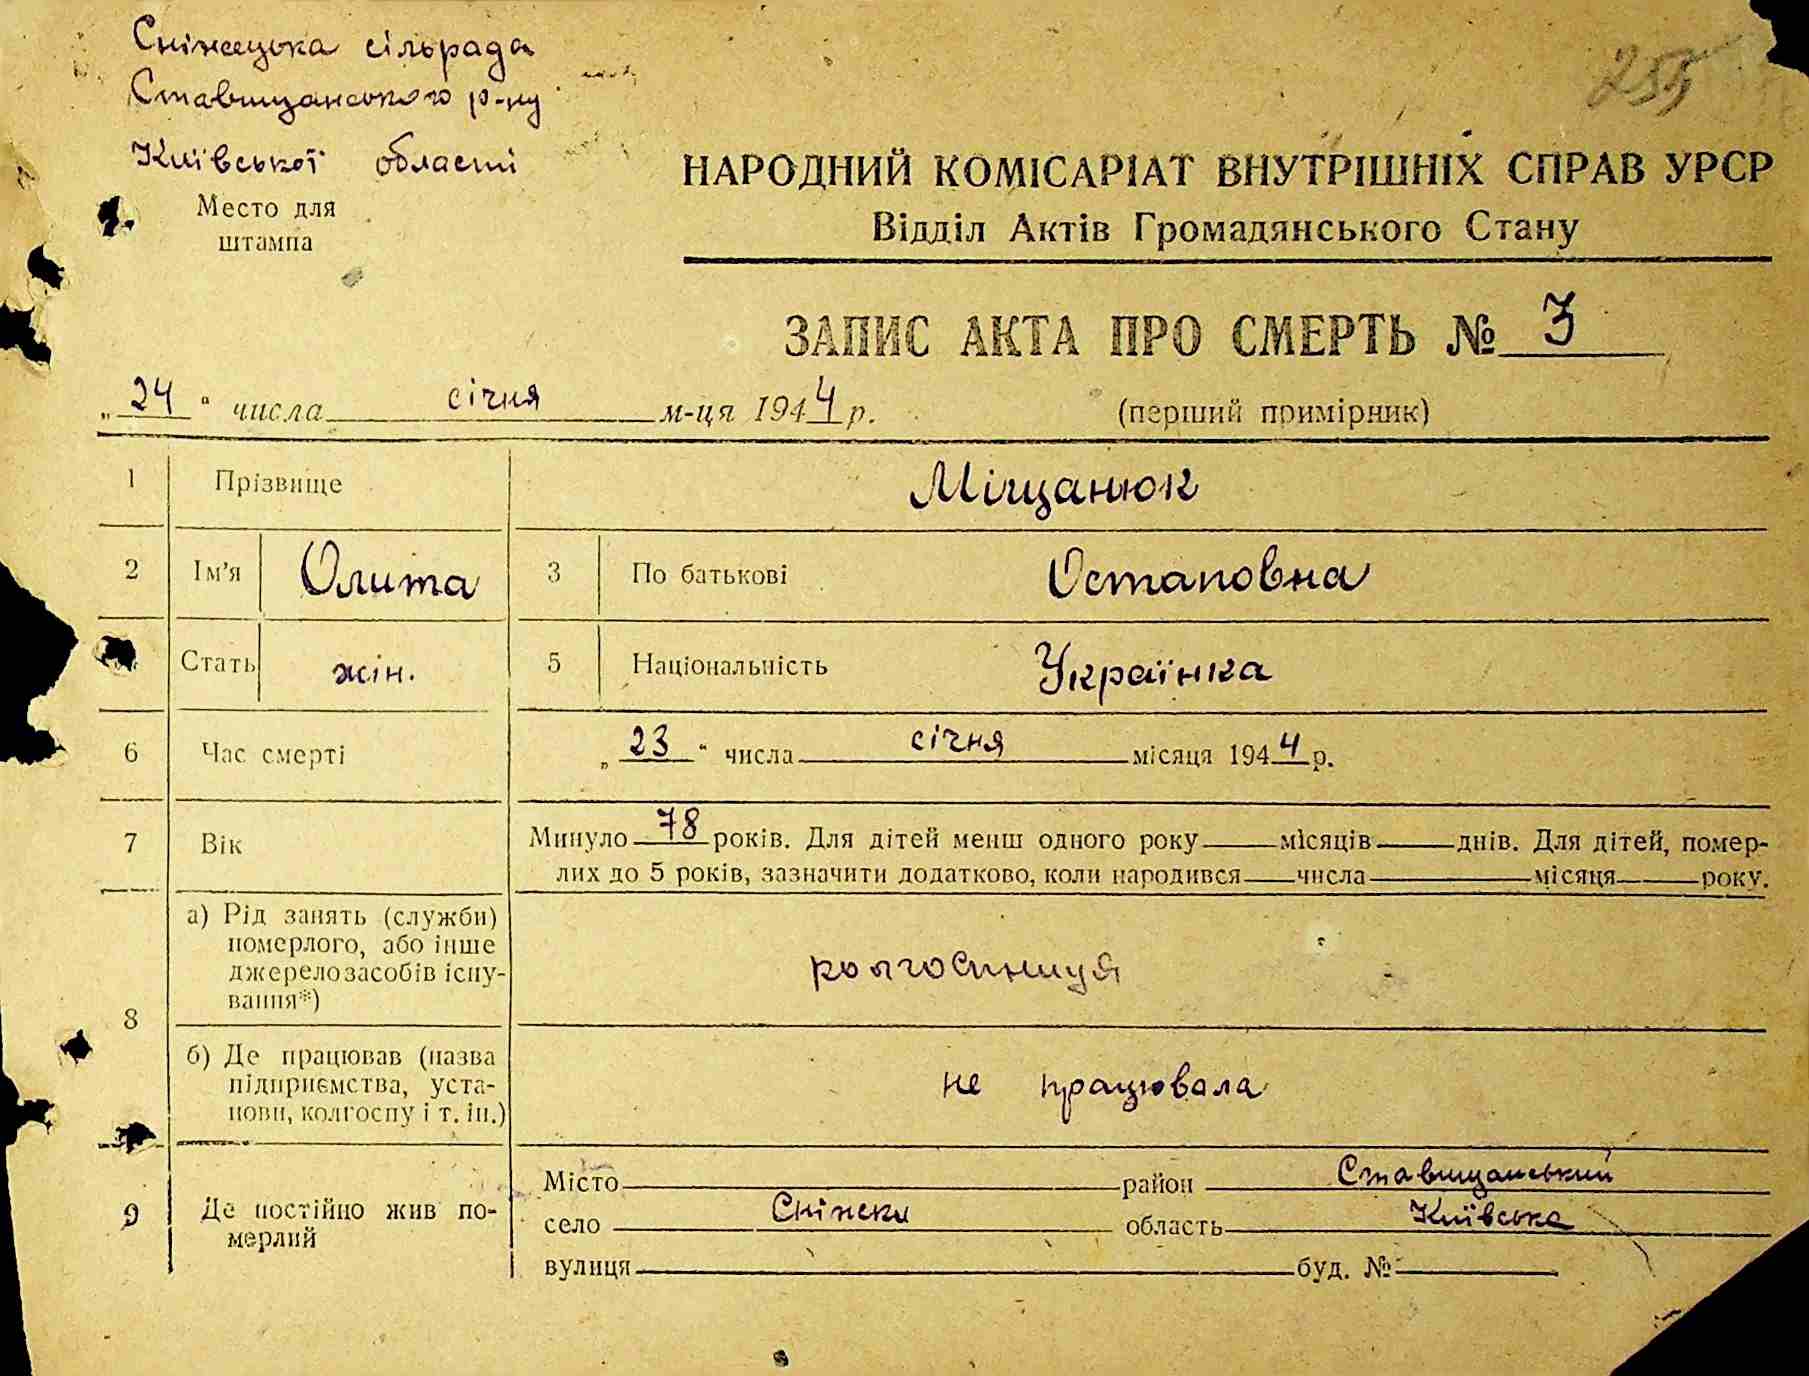 Сніжецька сільрада
Ставищанського р-ну
Київської області
255
Место для
штампа
НАРОДНИЙ КОМІСАРІАТ ВНУТРІШНІХ СПРАВ УРСР
Відділ Актів Громадянського Стану
ЗАПИС АКТА ПРО СМЕРТЬ № 3
„24“ числа січня м-ця 1944 р. (перший примірник)
1 Прізвище Міщанюк
2 Ім'я Олита 3 По батькові Остаповна
Стать жін. 5 Національність Українка
6 Час смерті „23“ числа січня місяця 1944 р.
7 Вік Минуло 78 років. Для дітей менш одного року місяців днів. Для дітей, помер-
лих до 5 років, зазначити додатково, коли народився числа місяця року.
8 а) Рід занять (служби)
померлого, або інше
джерело засобів існу-
вання*)
колгоспниця
б) Де працював (назва
підприємства, уста-
нови, колгоспу і т. ін.)
не працювала
9 Де постійно жив по-
мерлий
Місто район Ставищанський
село Сніжки область Київська
вулиця буд. №